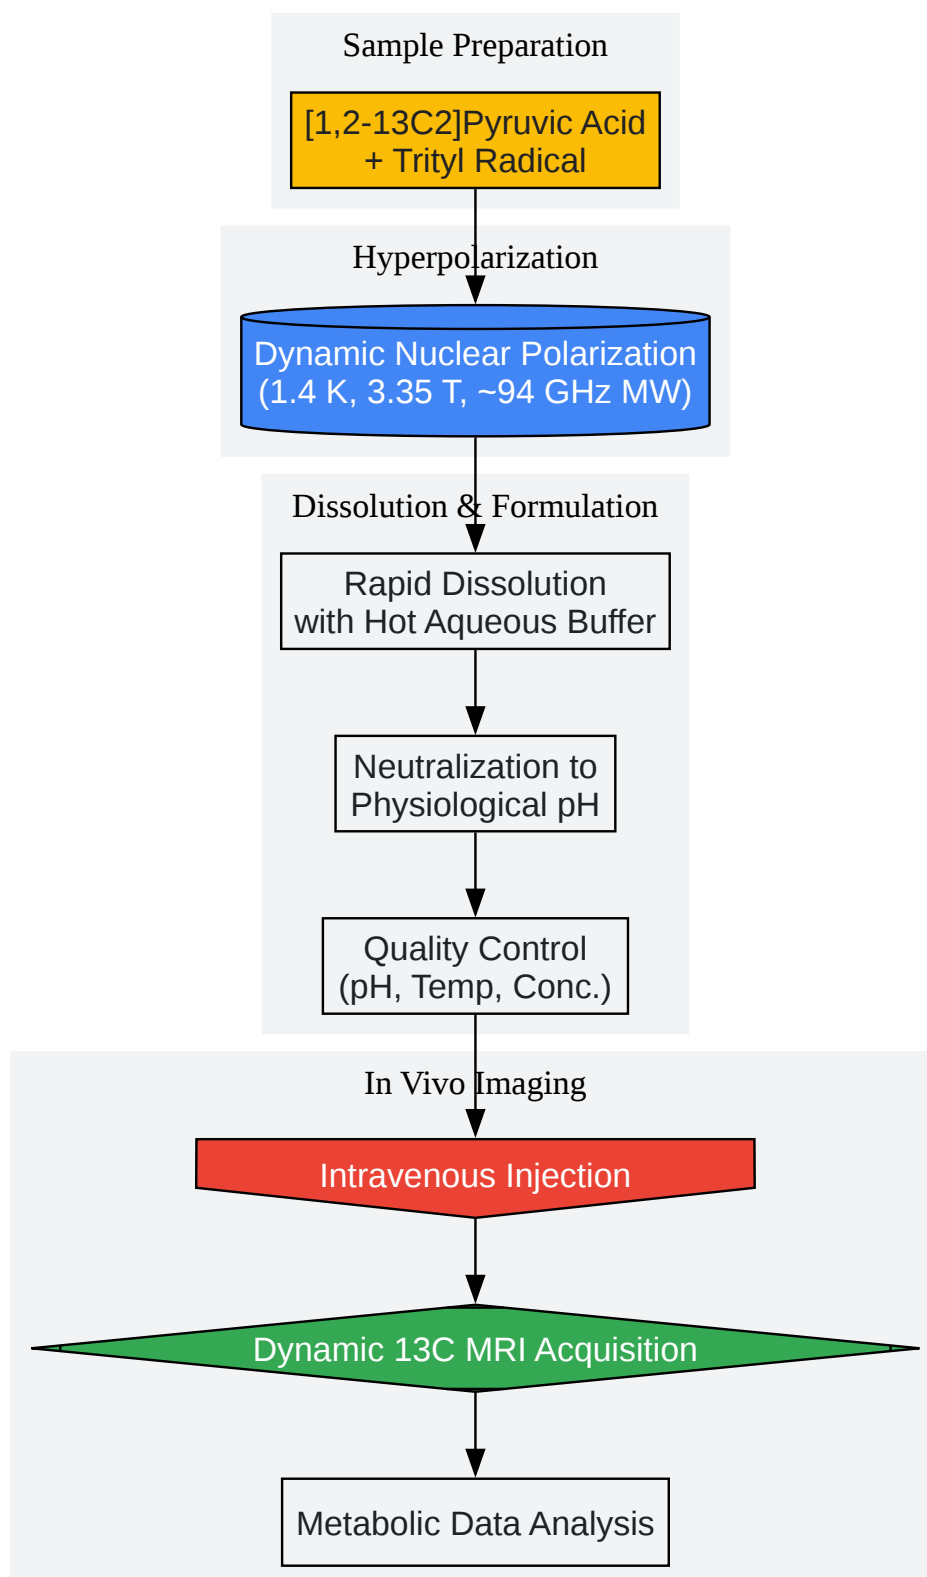 Sample Preparation
[1,2-13C2]Pyruvic Acid
+ Trityl Radical
Hyperpolarization
Dynamic Nuclear Polarization
(1.4 K, 3.35 T, ~94 GHz MW)
Dissolution & Formulation
Rapid Dissolution
with Hot Aqueous Buffer
Neutralization to
Physiological pH
Quality Control
(pH, Temp, Conc.)
In Vivo Imaging
Intravenous Injection
Dynamic 13C MRI Acquisition
Metabolic Data Analysis